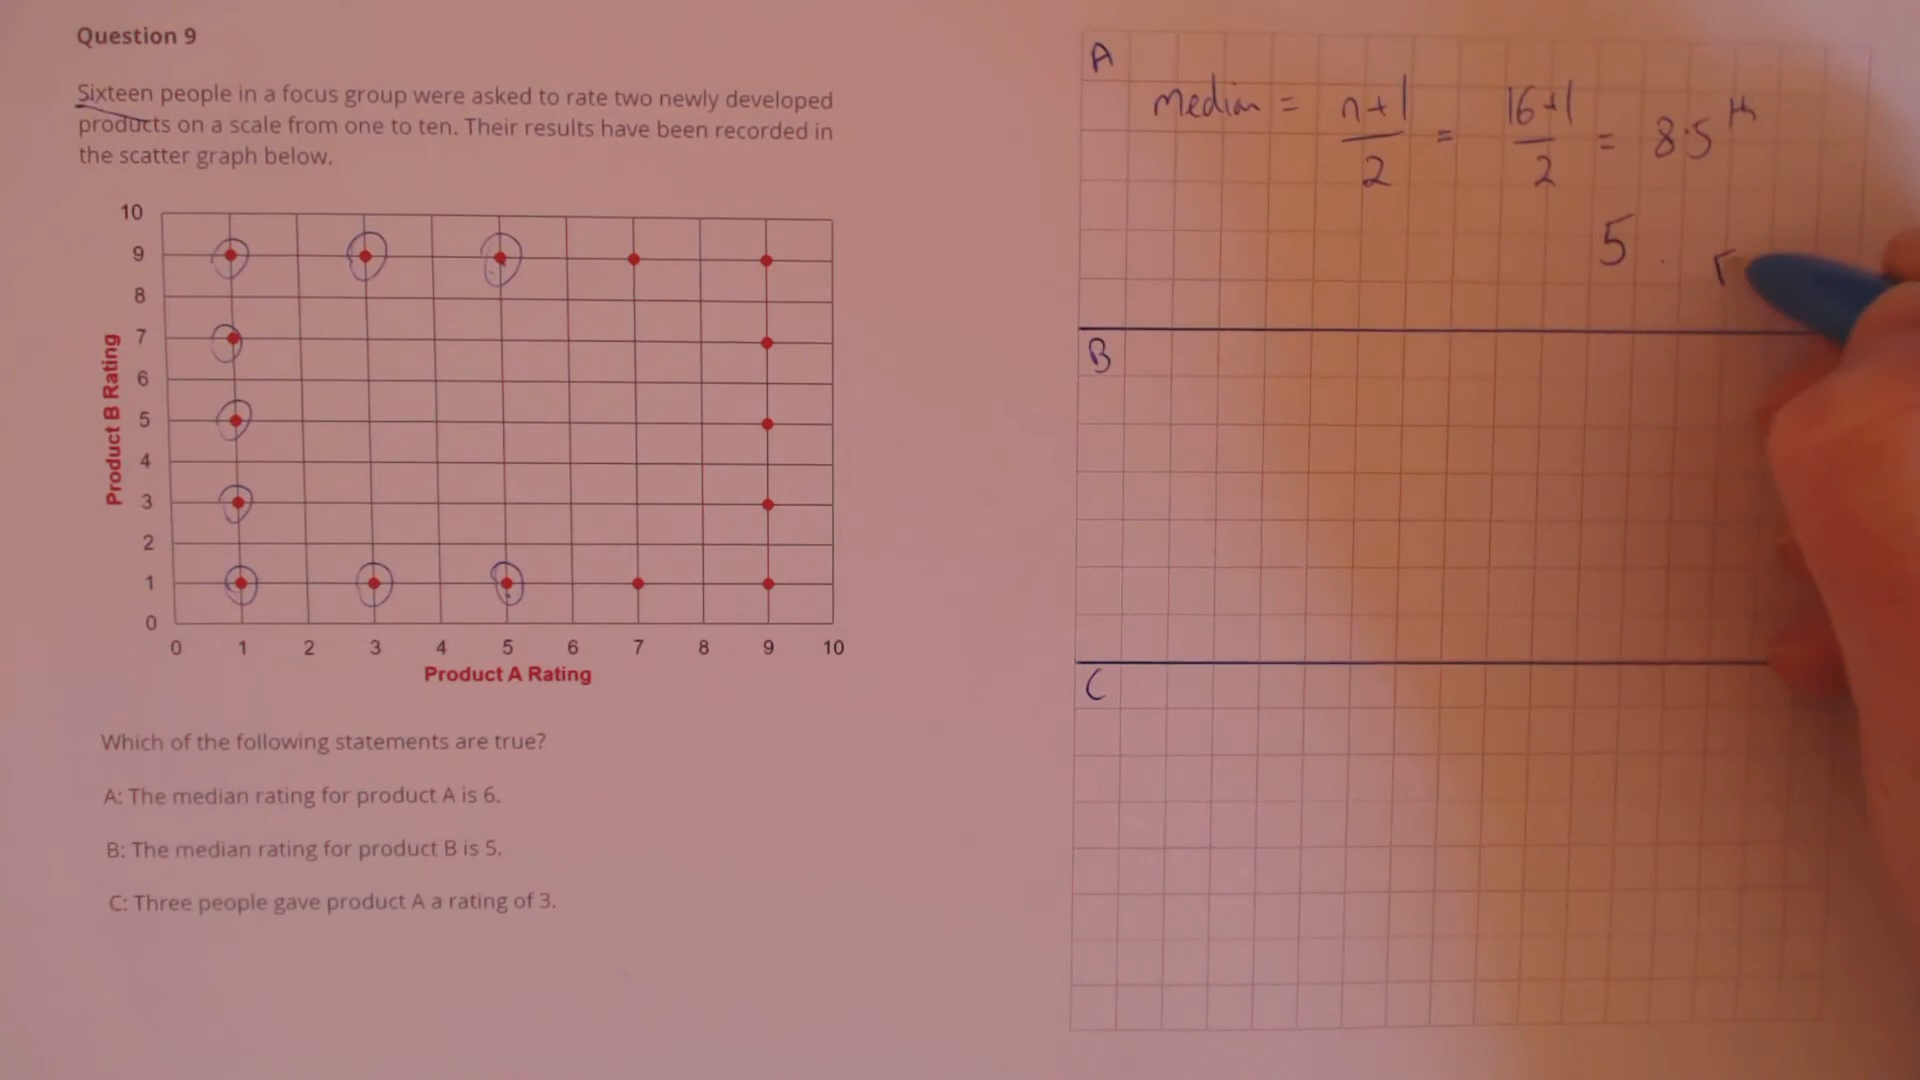 Question 9
Sixteen people in a focus group were asked to rate two newly developed
products on a scale from one to ten. Their results have been recorded in
the scatter graph below.
10
9
8
7
6
5
4
3
2
1
0
Product B Rating
0 1 2 3 4 5 6 7 8 9 10
Product A Rating
Which of the following statements are true?
A: The median rating for product A is 6.
B: The median rating for product B is 5.
C: Three people gave product A a rating of 3.
A
median = n+1/2 = 16+1/2 = 8.5th
5
B
C